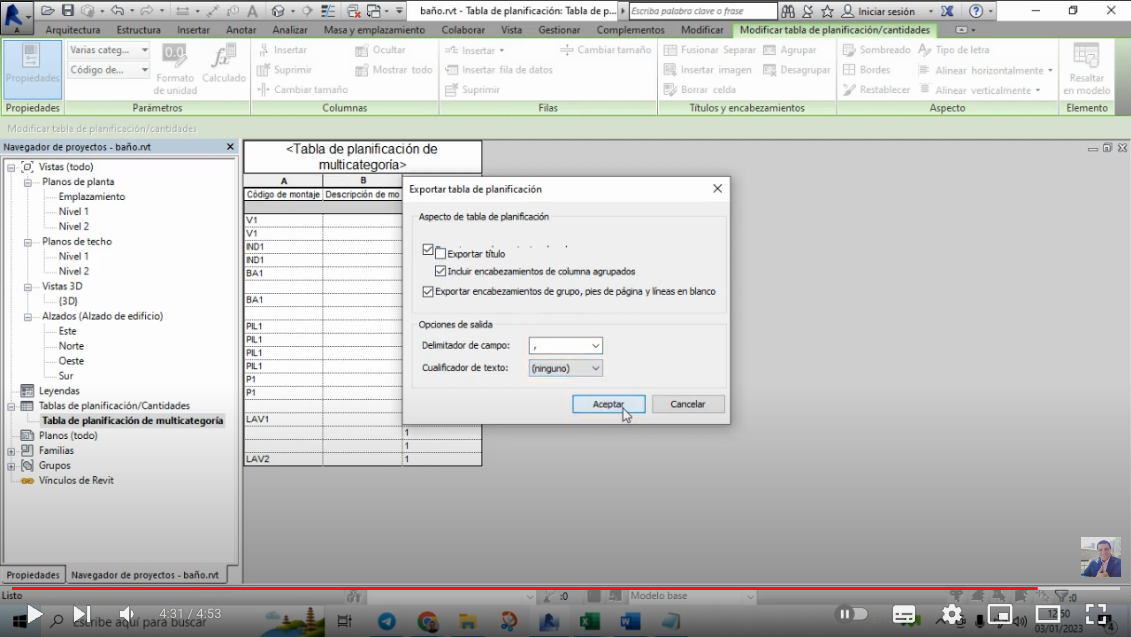 baño.rvt - Tabla de planificación: Tabla de p...
Escriba palabra clave o frase
Iniciar sesión
Arquitectura Estructura Insertar Anotar Analizar Masa y emplazamiento Colaborar Vista Gestionar Complementos Modificar Modificar tabla de planificación/cantidades
Propiedades
Varias categ...
Código de...
Formato de unidad
Calculado
Insertar
Suprimir
Cambiar tamaño
Ocultar
Mostrar todo
Insertar
Insertar fila de datos
Suprimir
Cambiar tamaño
Fusionar Separar
Insertar imagen
Borrar celda
Agrupar
Desagrupar
Sombreado
Bordes
Restablecer
Tipo de letra
Alinear horizontalmente
Alinear verticalmente
Resaltar en modelo
Propiedades Parámetros Columnas Filas Títulos y encabezamientos Aspecto Elemento
Modificar tabla de planificación/cantidades
Navegador de proyectos - baño.rvt
Vistas (todo)
Planos de planta
Emplazamiento
Nivel 1
Nivel 2
Planos de techo
Nivel 1
Nivel 2
Vistas 3D
{3D}
Alzados (Alzado de edificio)
Este
Norte
Oeste
Sur
Leyendas
Tablas de planificación/Cantidades
Tabla de planificación de multicategoría
Planos (todo)
Familias
Grupos
Vínculos de Revit
Propiedades Navegador de proyectos - baño.rvt
<Tabla de planificación de
multicategoría>
A B
Código de montaje Descripción de mo
V1
V1
IND1
IND1
BA1
BA1
PIL1
PIL1
PIL1
PIL1
P1
P1
LAV1
1
1
LAV2 1
Exportar tabla de planificación
Aspecto de tabla de planificación
Exportar título
Incluir encabezamientos de columna agrupados
Exportar encabezamientos de grupo, pies de página y líneas en blanco
Opciones de salida
Delimitador de campo: ,
Cualificador de texto: (ninguno)
Aceptar Cancelar
Listo :0 Modelo base :0
4:31 / 4:53
Escribe aquí para buscar
12:50
03/01/2023